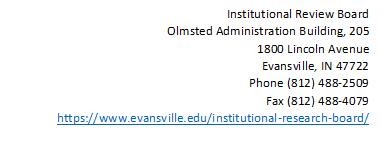 Institutional Review Board
Olmsted Administration Building, 205
1800 Lincoln Avenue
Evansville, IN 47722
Phone (812) 488-2509
Fax (812) 488-4079
https://www.evansville.edu/institutional-research-board/